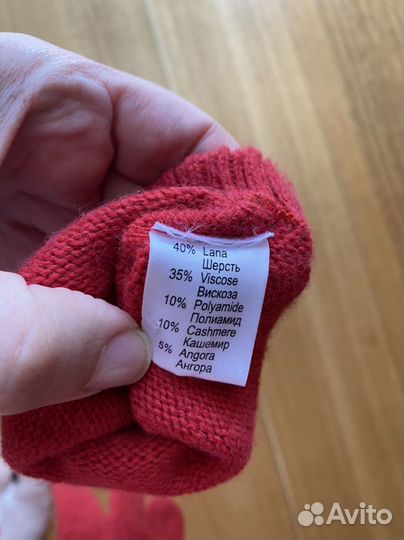 40% Lana
Шерсть
35% Viscose
Вискоза
10% Polyamide
Полиамид
10% Cashmere
Кашемир
5% Angora
Ангора
Avito